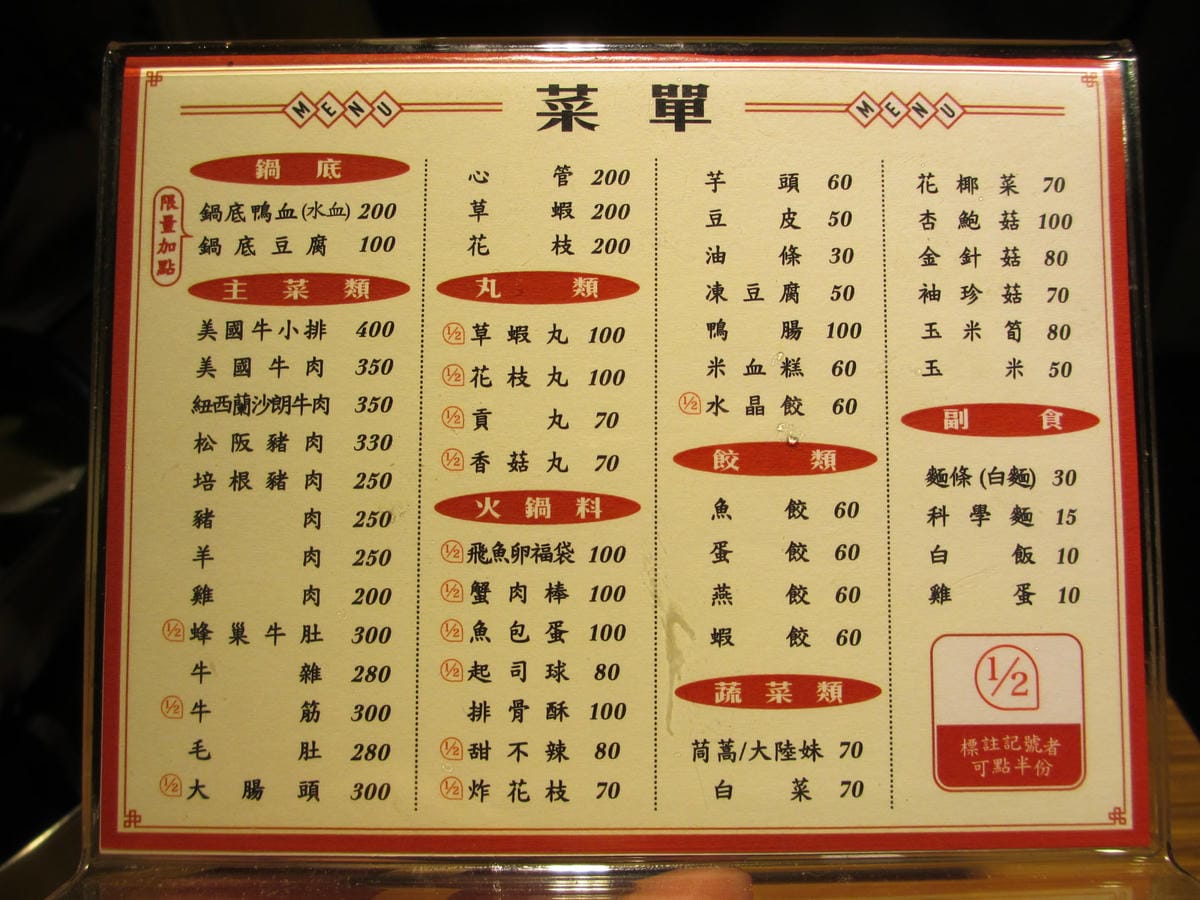 MENU 菜單 MENU
鍋底
限量加點
鍋底鴨血(水血) 200
鍋底豆腐 100
主菜類
美國牛小排 400
美國牛肉 350
紐西蘭沙朗牛肉 350
松阪豬肉 330
培根豬肉 250
豬肉 250
羊肉 250
雞肉 200
½ 蜂巢牛肚 300
牛雜 280
½ 牛筋 300
毛肚 280
½ 大腸頭 300
心管 200
草蝦 200
花枝 200
丸類
½ 草蝦丸 100
½ 花枝丸 100
½ 貢丸 70
½ 香菇丸 70
火鍋料
½ 飛魚卵福袋 100
½ 蟹肉棒 100
½ 魚包蛋 100
½ 起司球 80
排骨酥 100
½ 甜不辣 80
½ 炸花枝 70
芋頭 60
豆皮 50
油條 30
凍豆腐 50
鴨腸 100
米血糕 60
½ 水晶餃 60
餃類
魚餃 60
蛋餃 60
燕餃 60
蝦餃 60
蔬菜類
茼蒿/大陸妹 70
白菜 70
花椰菜 70
杏鮑菇 100
金針菇 80
袖珍菇 70
玉米筍 80
玉米 50
副食
麵條(白麵) 30
科學麵 15
白飯 10
雞蛋 10
½
標註記號者
可點半份